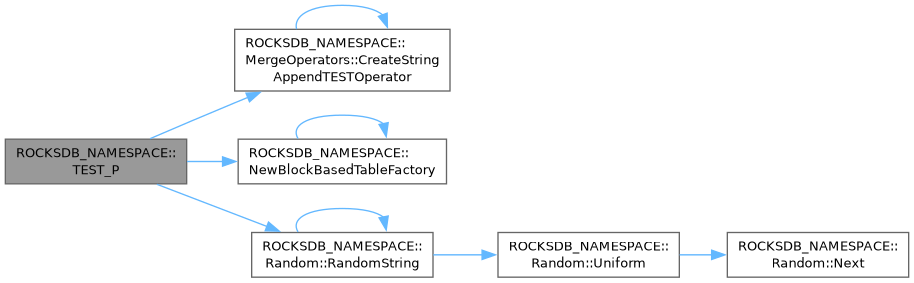 ROCKSDB_NAMESPACE::
MergeOperators::CreateString
AppendTESTOperator
ROCKSDB_NAMESPACE::
TEST_P
ROCKSDB_NAMESPACE::
NewBlockBasedTableFactory
ROCKSDB_NAMESPACE::
Random::RandomString
ROCKSDB_NAMESPACE::
Random::Uniform
ROCKSDB_NAMESPACE::
Random::Next